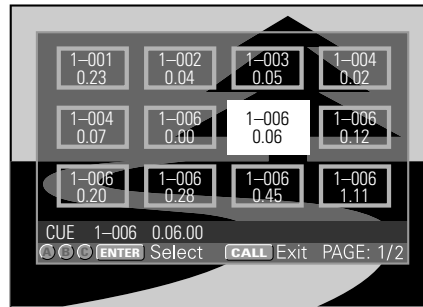 1–001 1–002 1–003 1–004
0.23 0.04 0.05 0.02
1–004 1–006 1–006 1–006
0.07 0.00 0.06 0.12
1–006 1–006 1–006 1–006
0.20 0.28 0.45 1.11
CUE 1–006 0.06.00
A B C ENTER Select CALL Exit PAGE: 1/2